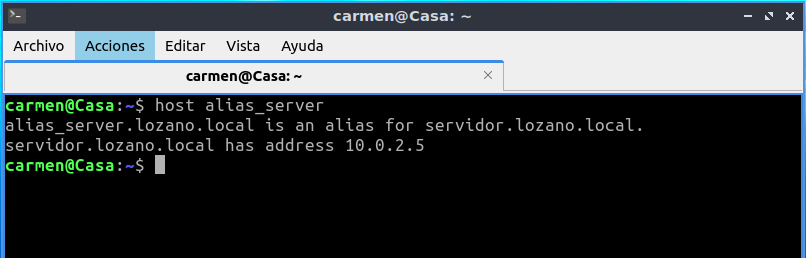 carmen@Casa: ~
Archivo Acciones Editar Vista Ayuda
carmen@Casa: ~
carmen@Casa:~$ host alias_server
alias_server.lozano.local is an alias for servidor.lozano.local.
servidor.lozano.local has address 10.0.2.5
carmen@Casa:~$